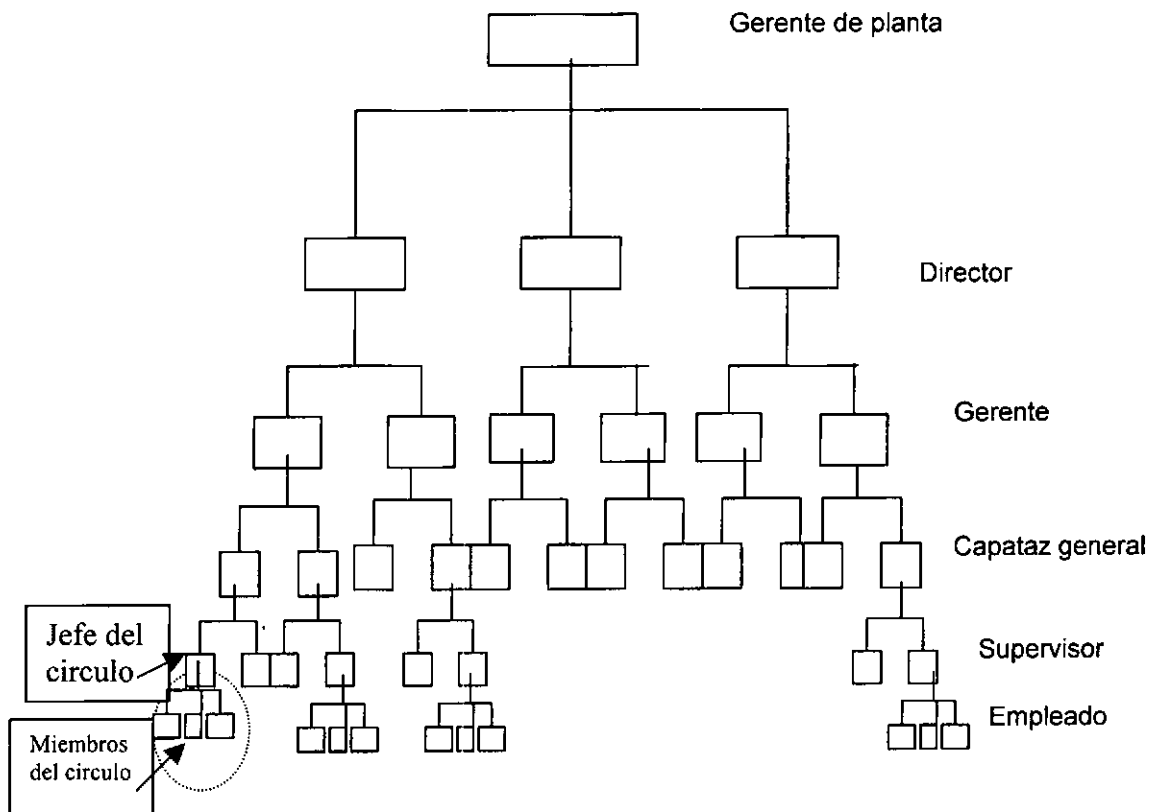 Gerente de planta
Director
Gerente
Capataz general
Jefe del
circulo
Supervisor
Empleado
Miembros
del circulo